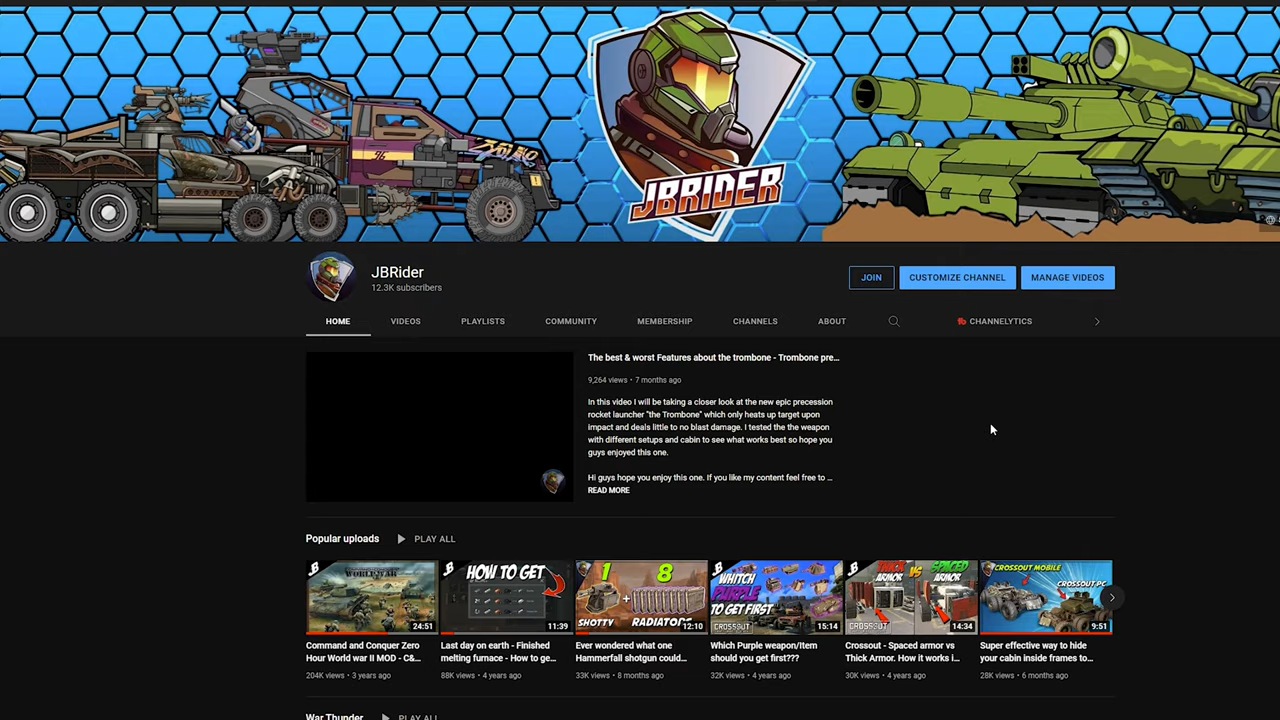 JBRIDER
JBRider
12.3K subscribers
JOIN
CUSTOMIZE CHANNEL
MANAGE VIDEOS
HOME
VIDEOS
PLAYLISTS
COMMUNITY
MEMBERSHIP
CHANNELS
ABOUT
CHANNELYTICS
The best & worst Features about the trombone - Trombone pre...
9,264 views • 7 months ago
In this video I will be taking a closer look at the new epic precession
rocket launcher "the Trombone" which only heats up target upon
impact and deals little to no blast damage. I tested the the weapon
with different setups and cabin to see what works best so hope you
guys enjoyed this one.
Hi guys hope you enjoy this one. If you like my content feel free to ...
READ MORE
Popular uploads
PLAY ALL
WORLD WAR
24:51
Command and Conquer Zero
Hour World war II MOD - C&...
204K views • 3 years ago
HOW TO GET
11:39
Last day on earth - Finished
melting furnace - How to ge...
88K views • 4 years ago
1
+
8
SHOTTY
RADIATORS
12:10
Ever wondered what one
Hammerfall shotgun could...
33K views • 8 months ago
WHITCH
PURPLE
TO GET FIRST
CROSSOUT
15:14
Which Purple weapon/Item
should you get first???
32K views • 4 years ago
THICK
ARMOR
VS
SPACED
ARMOR
CROSSOUT
14:34
Crossout - Spaced armor vs
Thick Armor. How it works i...
30K views • 4 years ago
CROSSOUT MOBILE
CROSSOUT PC
9:51
Super effective way to hide
your cabin inside frames to...
28K views • 6 months ago
War Thunder
PLAY ALL